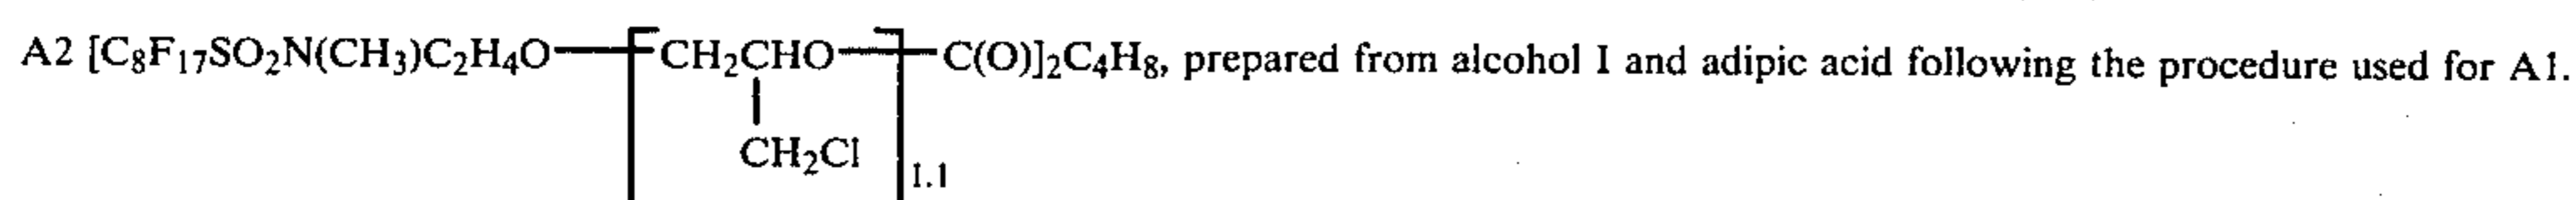 A2 [C₈F₁₇SO₂N(CH₃)C₂H₄O—[CH₂CHO—]—C(O)]₂C₄H₈, prepared from alcohol I and adipic acid following the procedure used for A1.
CH₂Cl
1.1